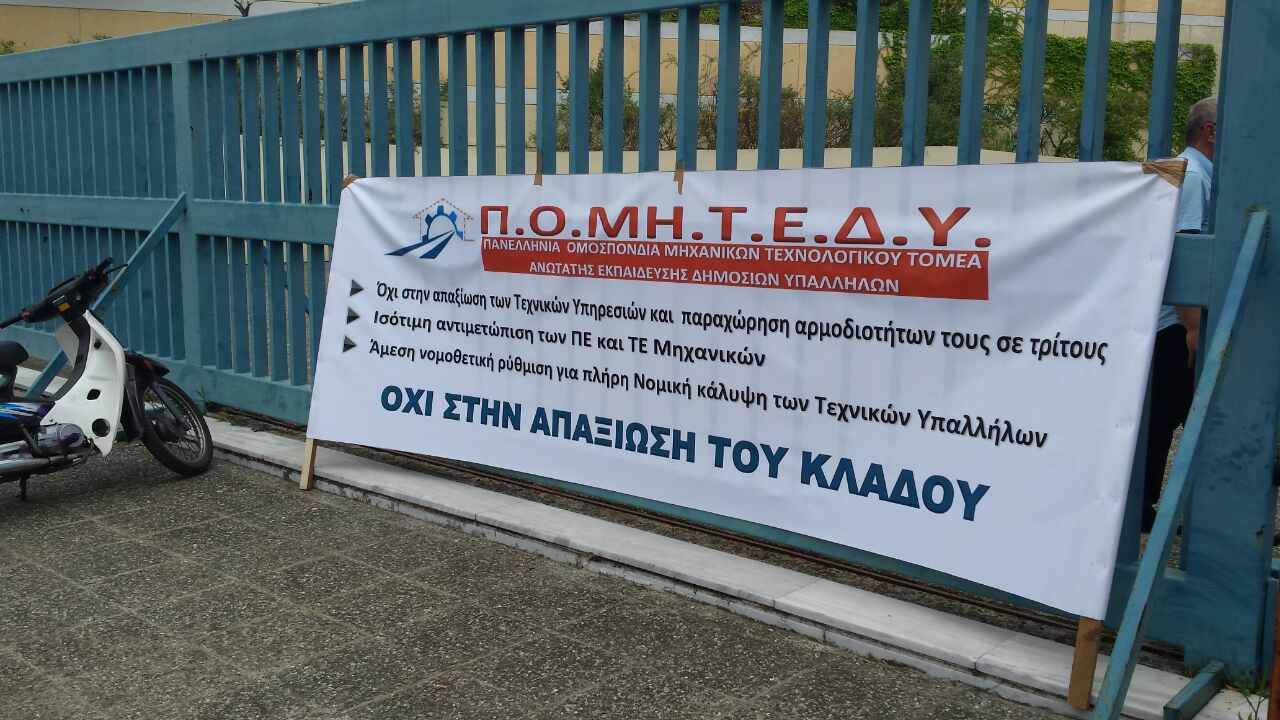 Π.Ο.ΜΗ.Τ.Ε.Δ.Υ.
ΠΑΝΕΛΛΗΝΙΑ ΟΜΟΣΠΟΝΔΙΑ ΜΗΧΑΝΙΚΩΝ ΤΕΧΝΟΛΟΓΙΚΟΥ ΤΟΜΕΑ
ΑΝΩΤΑΤΗΣ ΕΚΠΑΙΔΕΥΣΗΣ ΔΗΜΟΣΙΩΝ ΥΠΑΛΛΗΛΩΝ
Όχι στην απαξίωση των Τεχνικών Υπηρεσιών και παραχώρηση αρμοδιοτήτων τους σε τρίτους
Ισότιμη αντιμετώπιση των ΠΕ και ΤΕ Μηχανικών
Άμεση νομοθετική ρύθμιση για πλήρη Νομική κάλυψη των Τεχνικών Υπαλλήλων
ΟΧΙ ΣΤΗΝ ΑΠΑΞΙΩΣΗ ΤΟΥ ΚΛΑΔΟΥ